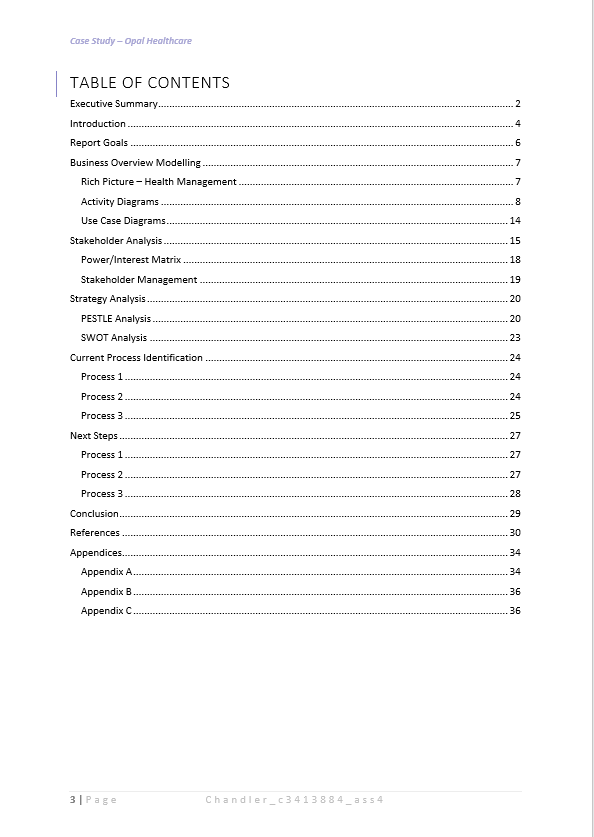 Case Study – Opal Healthcare
TABLE OF CONTENTS
Executive Summary 2
Introduction 4
Report Goals 6
Business Overview Modelling 7
Rich Picture – Health Management 7
Activity Diagrams 8
Use Case Diagrams 14
Stakeholder Analysis 15
Power/Interest Matrix 18
Stakeholder Management 19
Strategy Analysis 20
PESTLE Analysis 20
SWOT Analysis 23
Current Process Identification 24
Process 1 24
Process 2 24
Process 3 25
Next Steps 27
Process 1 27
Process 2 27
Process 3 28
Conclusion 29
References 30
Appendices 34
Appendix A 34
Appendix B 36
Appendix C 36
3 | Page Chandler_c3413884_ass4